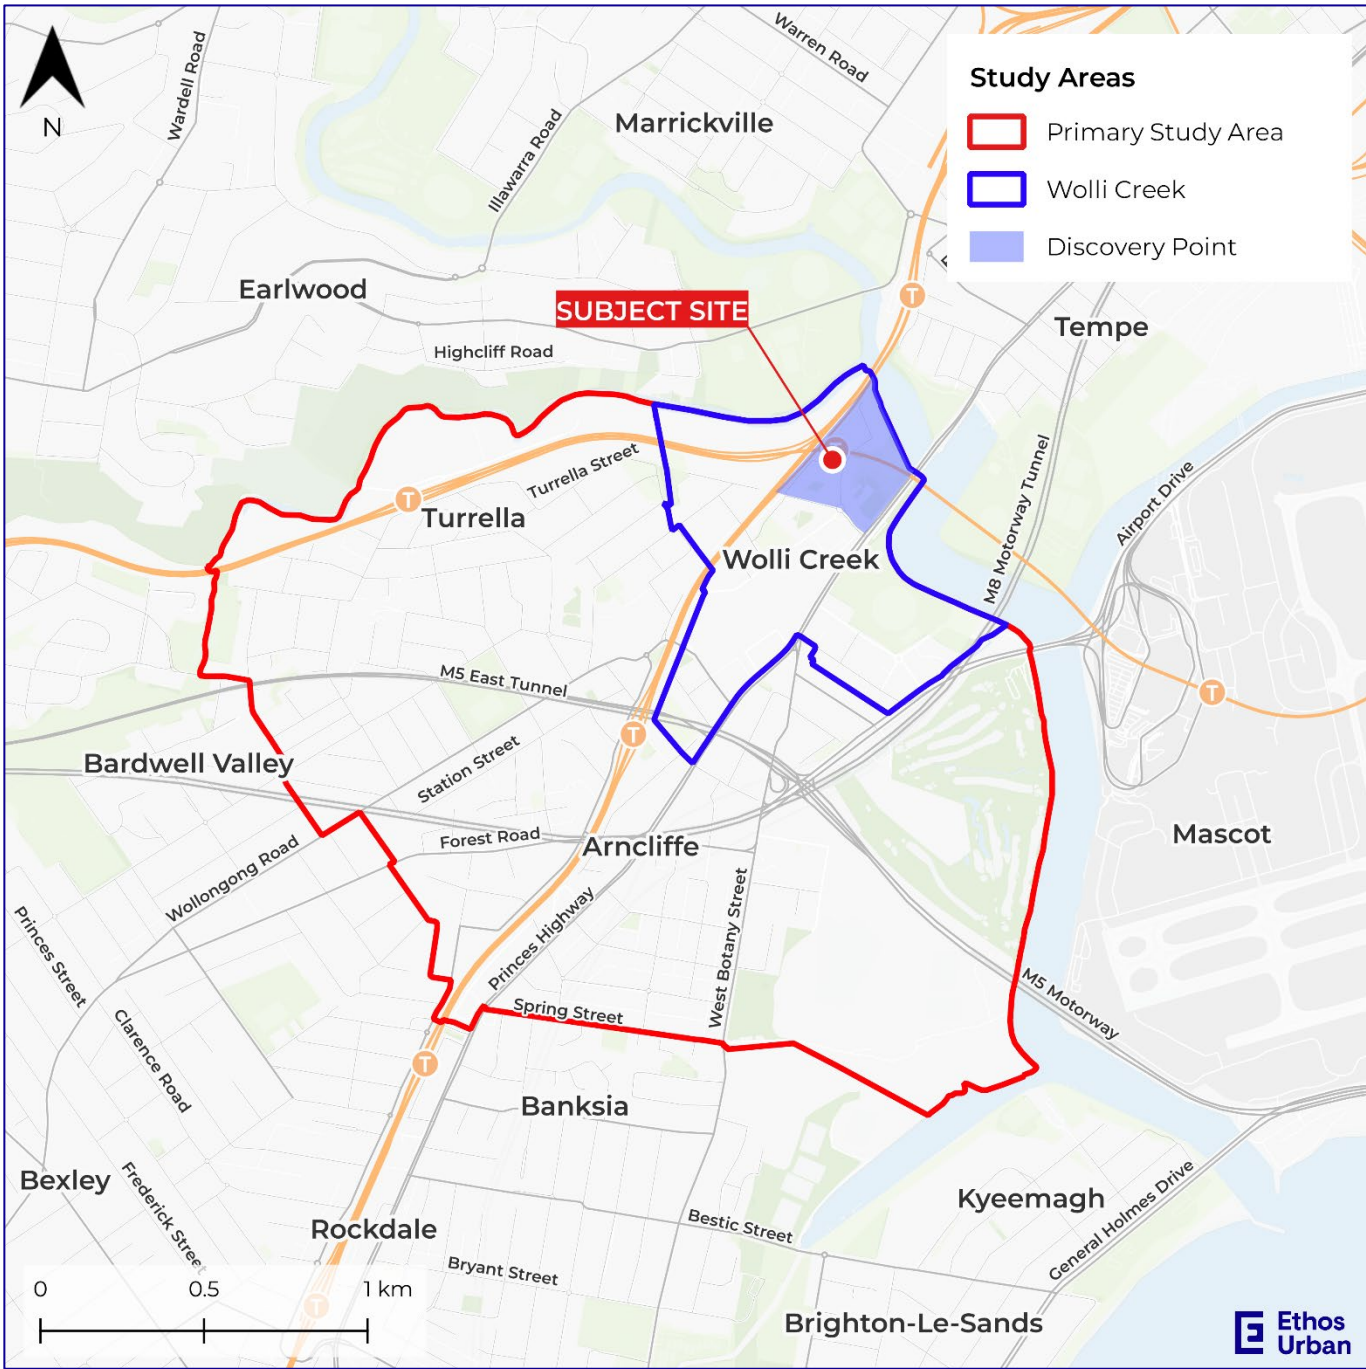 Warren Road
Wardell Road
N
Study Areas
Primary Study Area
Wolli Creek
Discovery Point
Marrickville
Illawarra Road
Earlwood
T
SUBJECT SITE
Tempe
Highcliff Road
Turrella Street
T
Turrella
Airport Drive
M8 Motorway Tunnel
Wolli Creek
M5 East Tunnel
T
T
Bardwell Valley
Station Street
Forest Road
Arncliffe
Mascot
Wollongong Road
Princes Highway
West Botany Street
Princes Street
Spring Street
M5 Motorway
Clarence Road
T
Banksia
Bexley
Frederick Street
Rockdale
Kyeemagh
General Holmes Drive
Bestic Street
Bryant Street
0 0.5 1 km
T
Brighton-Le-Sands
Ethos
Urban